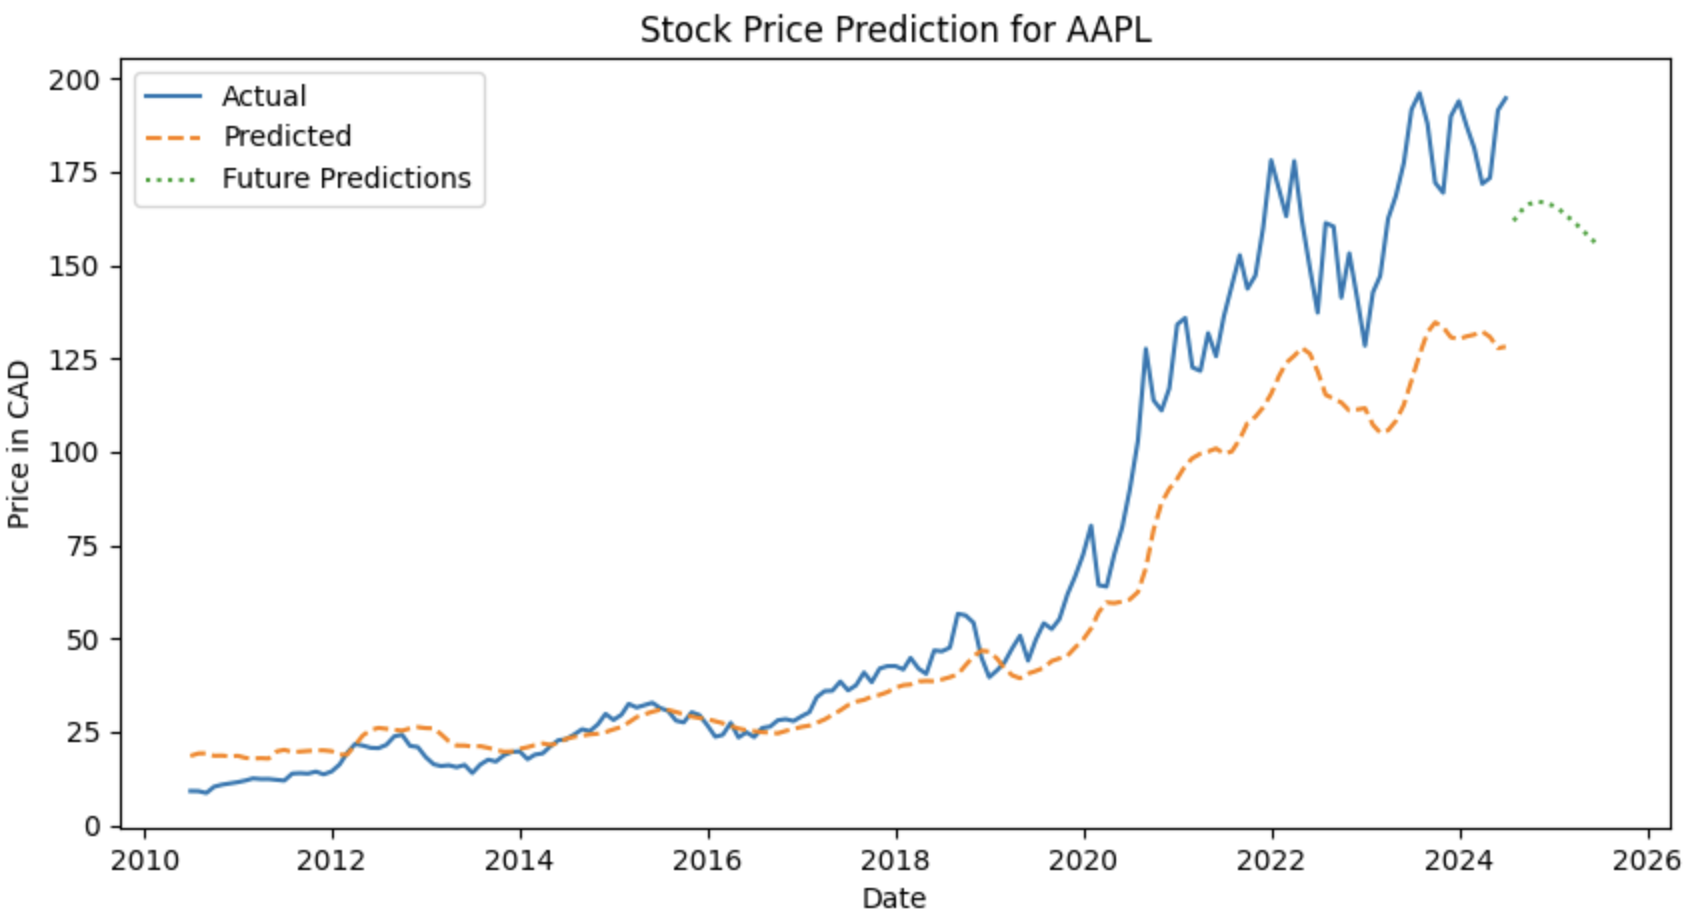 Stock Price Prediction for AAPL
Actual
Predicted
Future Predictions
Price in CAD
200
175
150
125
100
75
50
25
0
2010 2012 2014 2016 2018 2020 2022 2024 2026
Date